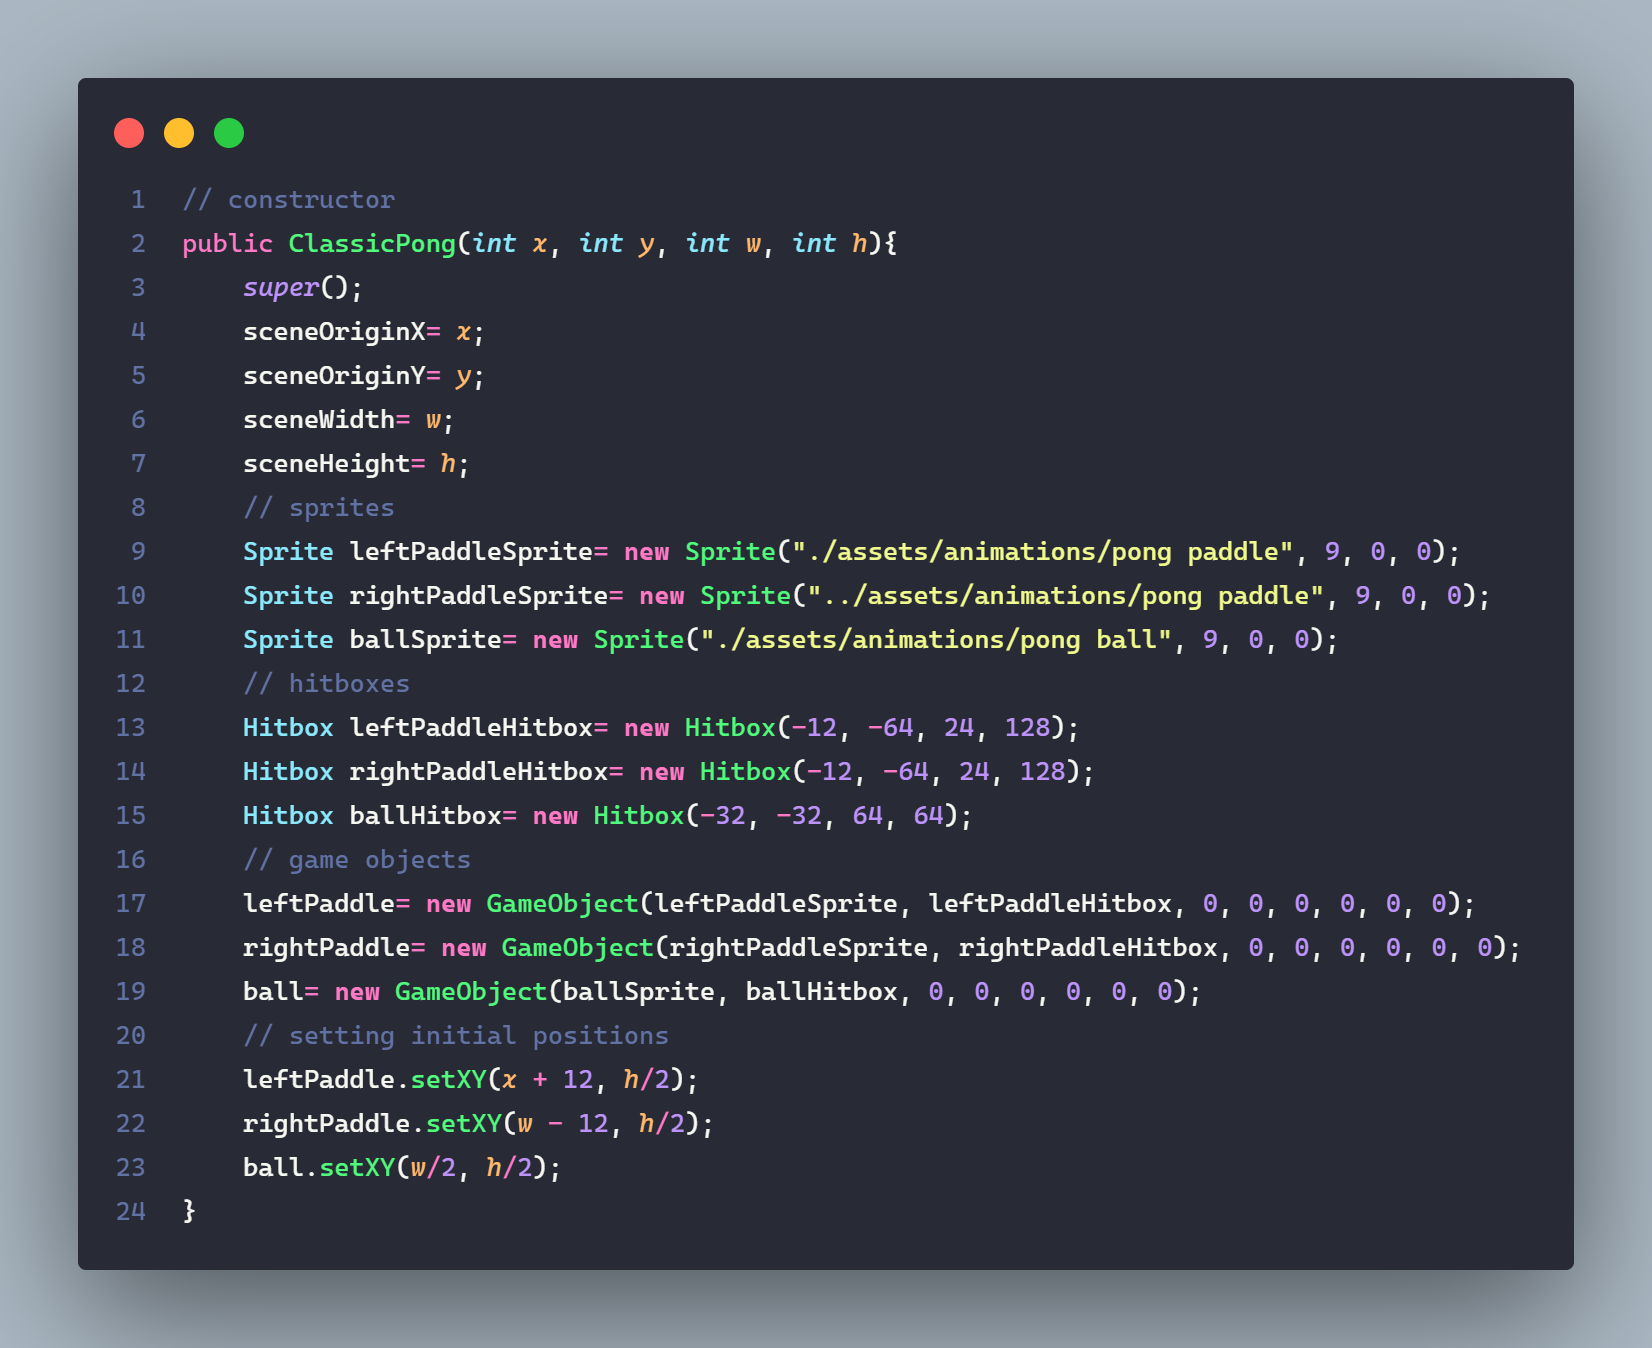 1 // constructor
2 public ClassicPong(int x, int y, int w, int h){
3     super();
4     sceneOriginX= x;
5     sceneOriginY= y;
6     sceneWidth= w;
7     sceneHeight= h;
8     // sprites
9     Sprite leftPaddleSprite= new Sprite("./assets/animations/pong paddle", 9, 0, 0);
10     Sprite rightPaddleSprite= new Sprite("../assets/animations/pong paddle", 9, 0, 0);
11     Sprite ballSprite= new Sprite("./assets/animations/pong ball", 9, 0, 0);
12     // hitboxes
13     Hitbox leftPaddleHitbox= new Hitbox(-12, -64, 24, 128);
14     Hitbox rightPaddleHitbox= new Hitbox(-12, -64, 24, 128);
15     Hitbox ballHitbox= new Hitbox(-32, -32, 64, 64);
16     // game objects
17     leftPaddle= new GameObject(leftPaddleSprite, leftPaddleHitbox, 0, 0, 0, 0, 0, 0);
18     rightPaddle= new GameObject(rightPaddleSprite, rightPaddleHitbox, 0, 0, 0, 0, 0, 0);
19     ball= new GameObject(ballSprite, ballHitbox, 0, 0, 0, 0, 0, 0);
20     // setting initial positions
21     leftPaddle.setXY(x + 12, h/2);
22     rightPaddle.setXY(w - 12, h/2);
23     ball.setXY(w/2, h/2);
24 }